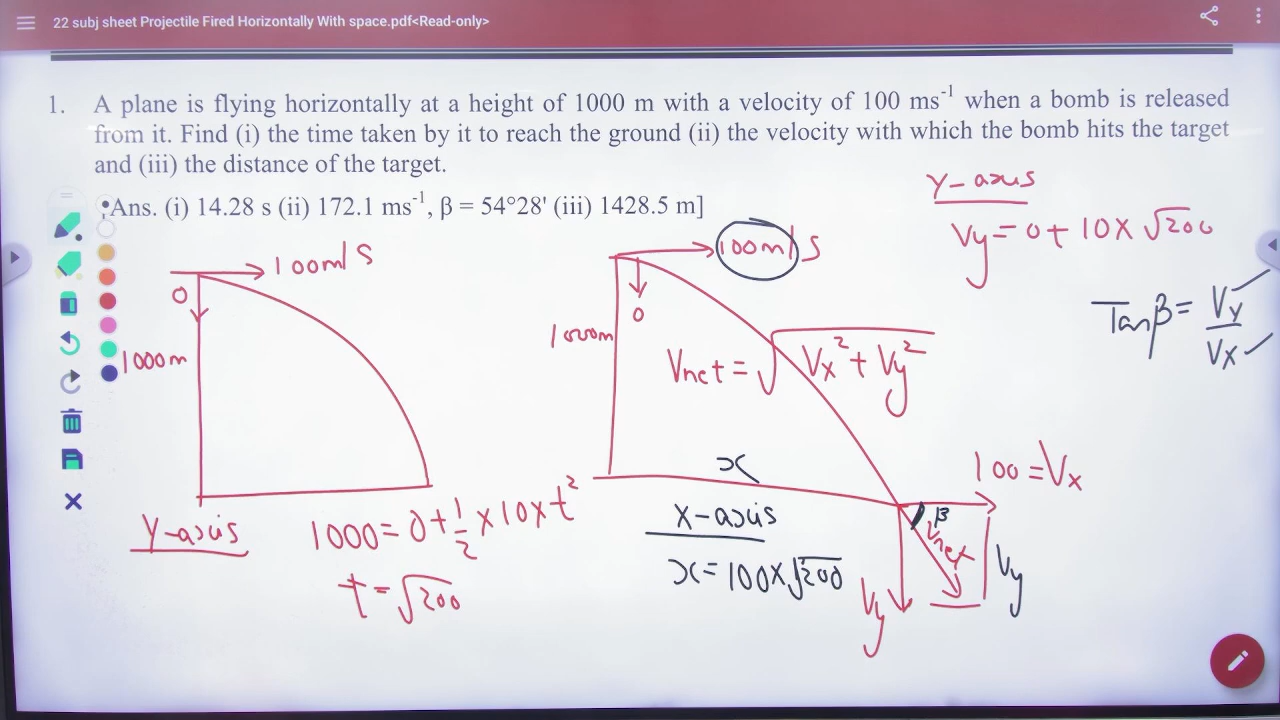 22 subj sheet Projectile Fired Horizontally With space.pdf<Read-only>
1. A plane is flying horizontally at a height of 1000 m with a velocity of 100 ms⁻¹ when a bomb is released
from it. Find (i) the time taken by it to reach the ground (ii) the velocity with which the bomb hits the target
and (iii) the distance of the target.
Ans. (i) 14.28 s (ii) 172.1 ms⁻¹, β = 54°28' (iii) 1428.5 m]
100m/s
0
1000m
Y-axis
1000 = 0 + 1/2 × 10 × t²
t = √200
100m/s
0
1000m
Vnet = √(Vx² + Vy²)
x
X-axis
x = 100 × √200
Y-axis
Vy = 0 + 10 × √200
Tan β = Vy/Vx
100 = Vx
β
Vnet
Vy
Vy